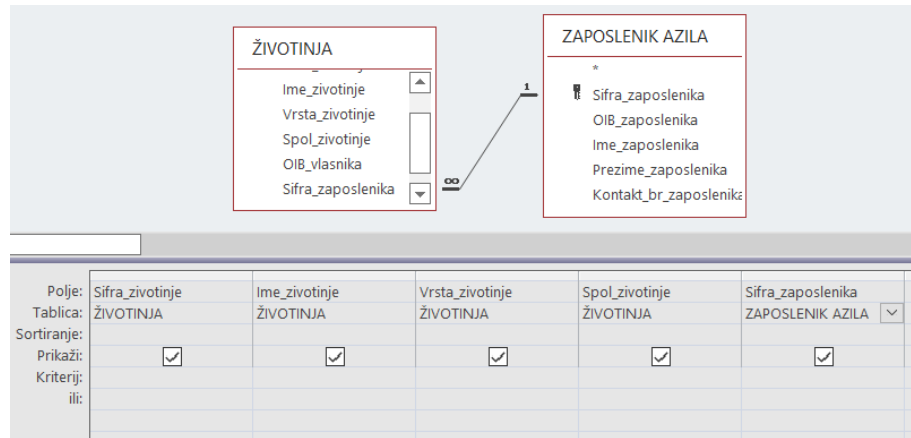 ŽIVOTINJA
Ime_zivotinje
Vrsta_zivotinje
Spol_zivotinje
OIB_vlasnika
Sifra_zaposlenika
∞
1
ZAPOSLENIK AZILA
*
Sifra_zaposlenika
OIB_zaposlenika
Ime_zaposlenika
Prezime_zaposlenika
Kontakt_br_zaposlenika
Polje: Sifra_zivotinje Ime_zivotinje Vrsta_zivotinje Spol_zivotinje Sifra_zaposlenika
Tablica: ŽIVOTINJA ŽIVOTINJA ŽIVOTINJA ŽIVOTINJA ZAPOSLENIK AZILA
Sortiranje:
Prikaži:
Kriterij:
ili: